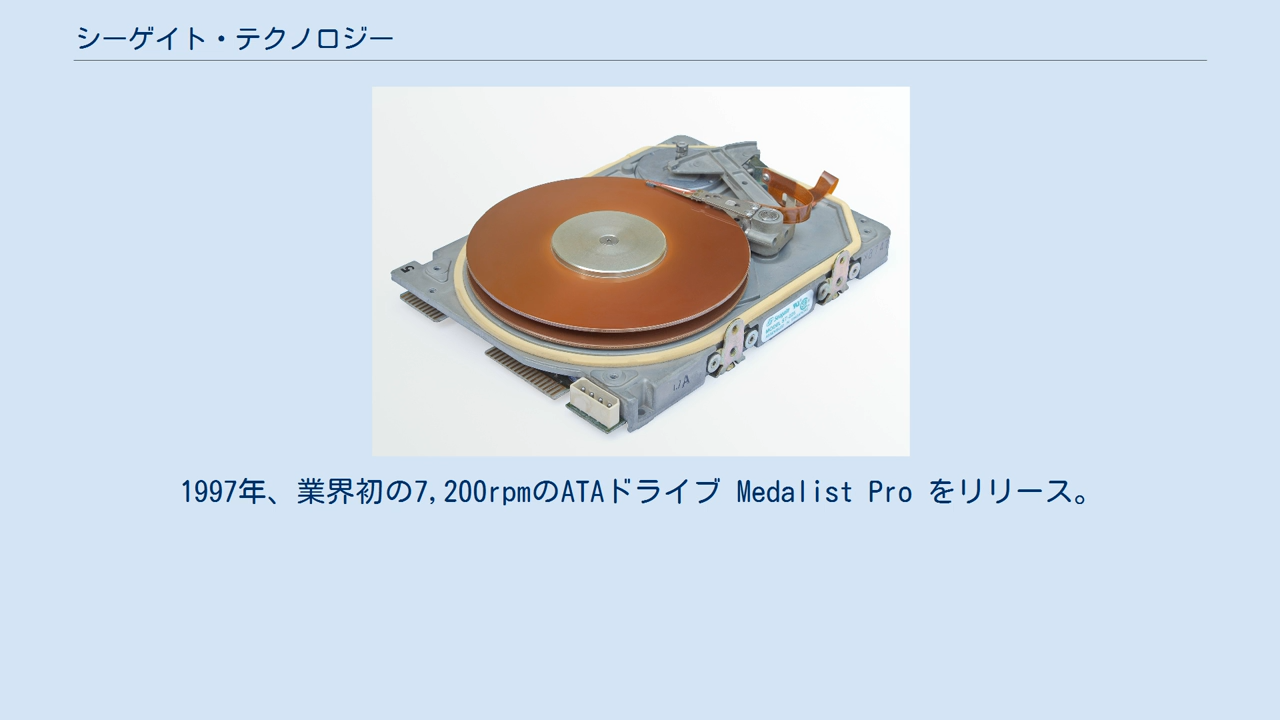 シーゲイト・テクノロジー
1997年、業界初の7,200rpmのATAドライブ Medalist Pro をリリース。